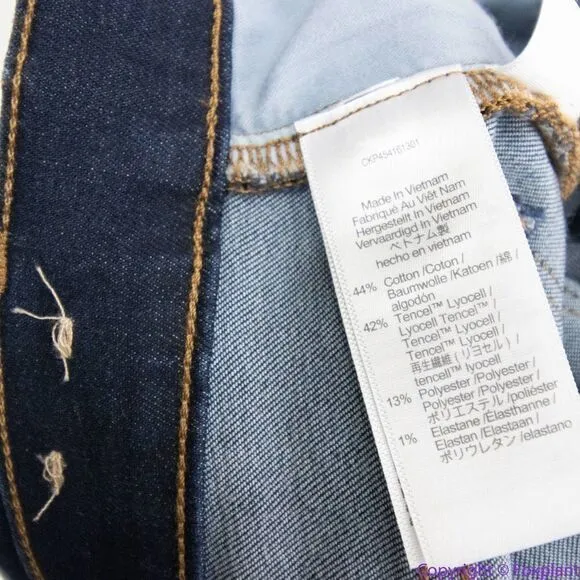 CKP454161301
Made In Vietnam
Fabriqué Au Viêt Nam
Hergestellt In Vietnam
Vervaardigd In Vietnam
ベトナム製
hecho en vietnam
44% Cotton /Coton /
Baumwolle /Katoen /綿 /
algodón
42% Tencel™ Lyocell /
Lyocell Tencel™ /
Tencel™ Lyocell /
Tencel™ Lyocell /
再生繊維 (リヨセル) /
tencel™ lyocell
13% Polyester /Polyester /
Polyester /Polyester /
ポリエステル /poliéster
1% Elastane /Elasthanne /
Elastan /Elastaan /
ポリウレタン /elastano
Copyright © Foxplant